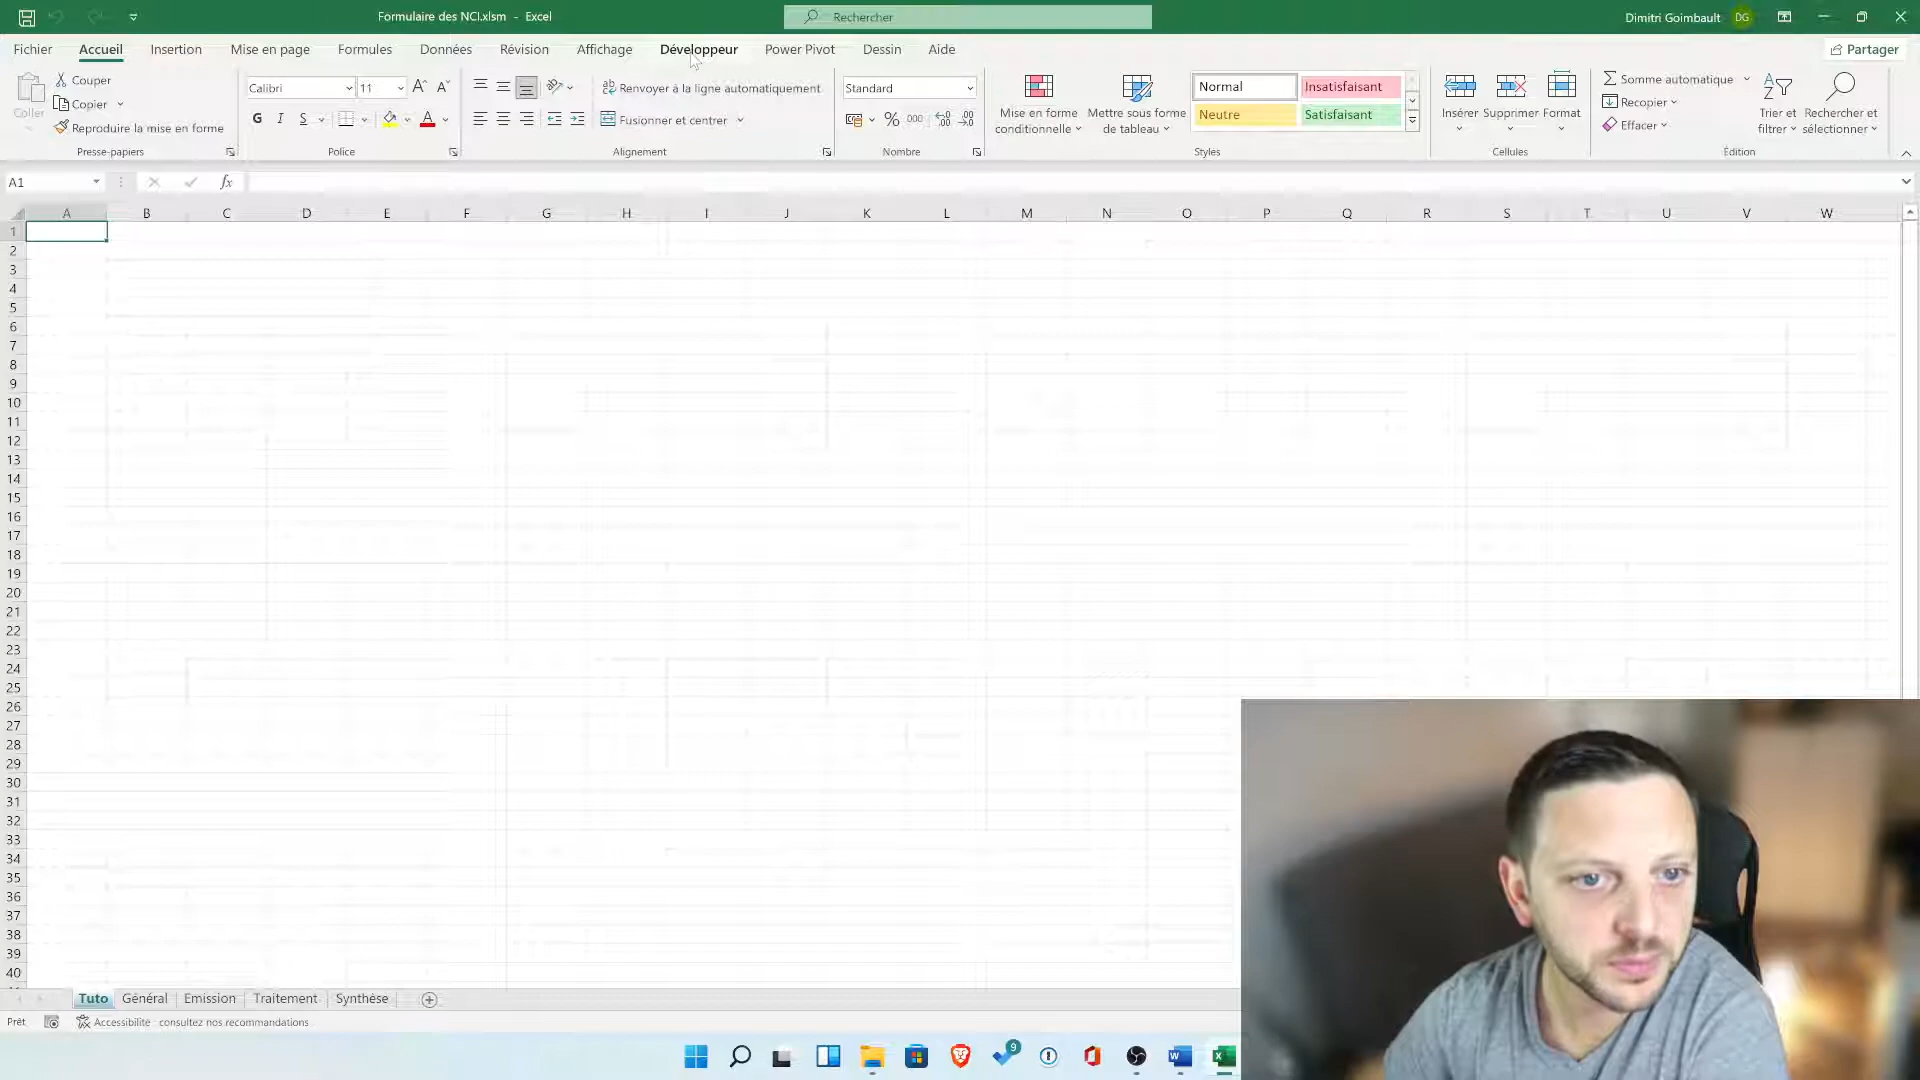 Formulaire des NCI.xlsm - Excel
Rechercher
Dimitri Goimbault
DG
Fichier Accueil Insertion Mise en page Formules Données Révision Affichage Développeur Power Pivot Dessin Aide
Partager
Coller
Couper
Copier
Reproduire la mise en forme
Presse-papiers
Calibri 11
G I S
Police
Renvoyer à la ligne automatiquement
Fusionner et centrer
Alignement
Standard
% 000
Nombre
Mise en forme conditionnelle
Mettre sous forme de tableau
Normal Insatisfaisant
Neutre Satisfaisant
Styles
Insérer Supprimer Format
Cellules
Somme automatique
Recopier
Effacer
Trier et filtrer
Rechercher et sélectionner
Édition
A1
fx
A B C D E F G H I J K L M N O P Q R S T U V W
1
2
3
4
5
6
7
8
9
10
11
12
13
14
15
16
17
18
19
20
21
22
23
24
25
26
27
28
29
30
31
32
33
34
35
36
37
38
39
40
Tuto Général Emission Traitement Synthèse
Prêt
Accessibilité : consultez nos recommandations
9